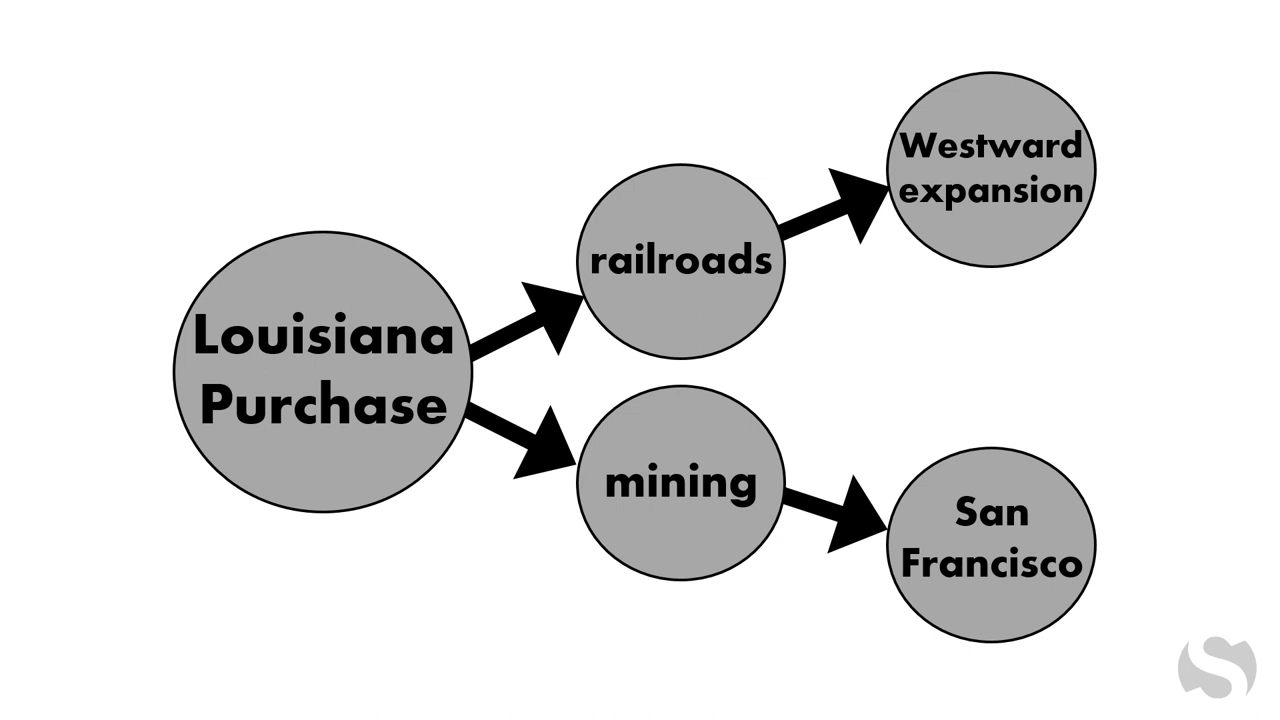 Louisiana
Purchase
railroads
Westward
expansion
mining
San
Francisco